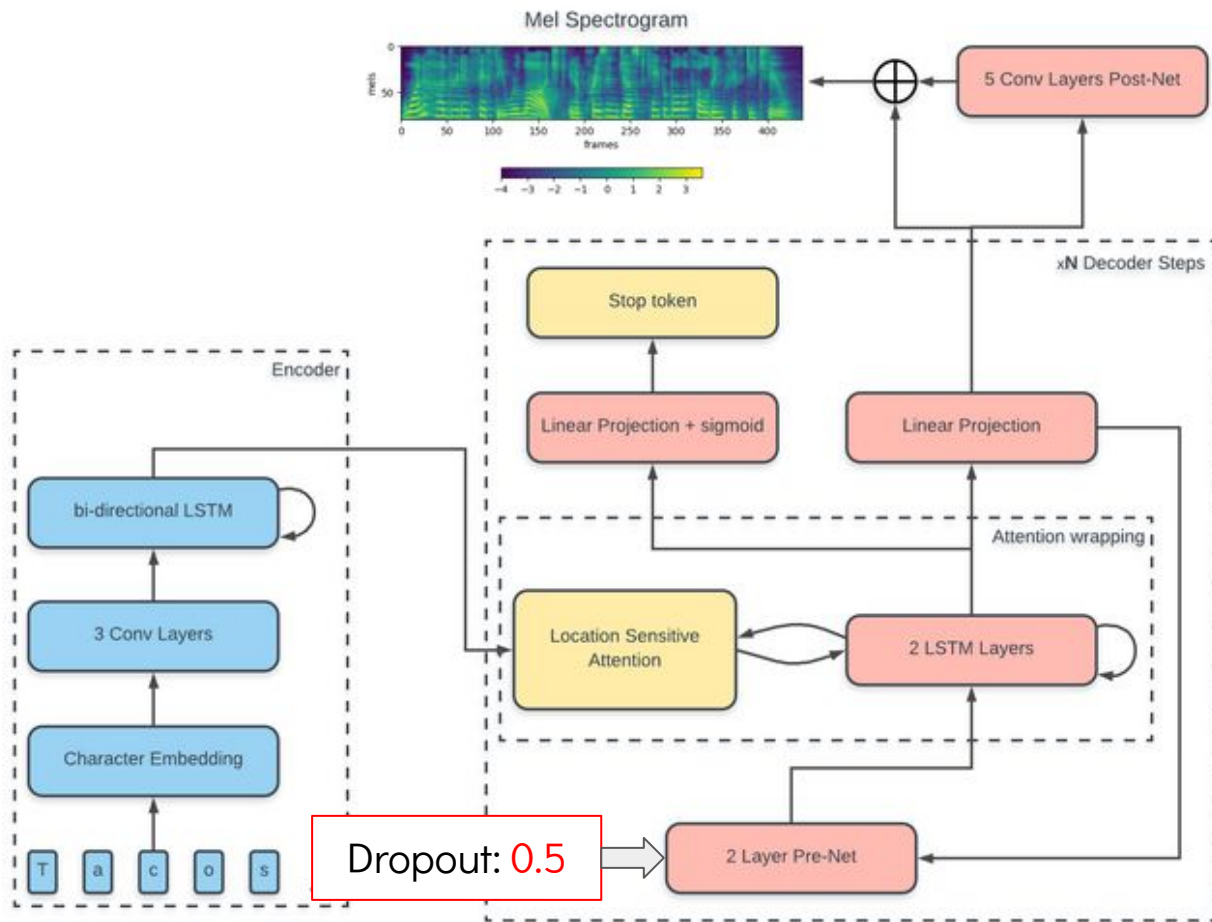 Mel Spectrogram
0
50
mels
0 50 100 150 200 250 300 350 400
frames
−4 −3 −2 −1 0 1 2 3
5 Conv Layers Post-Net
xN Decoder Steps
Stop token
Encoder
Linear Projection + sigmoid
Linear Projection
bi-directional LSTM
Attention wrapping
3 Conv Layers
Location Sensitive
Attention
2 LSTM Layers
Character Embedding
Dropout: 0.5
2 Layer Pre-Net
T a c o s